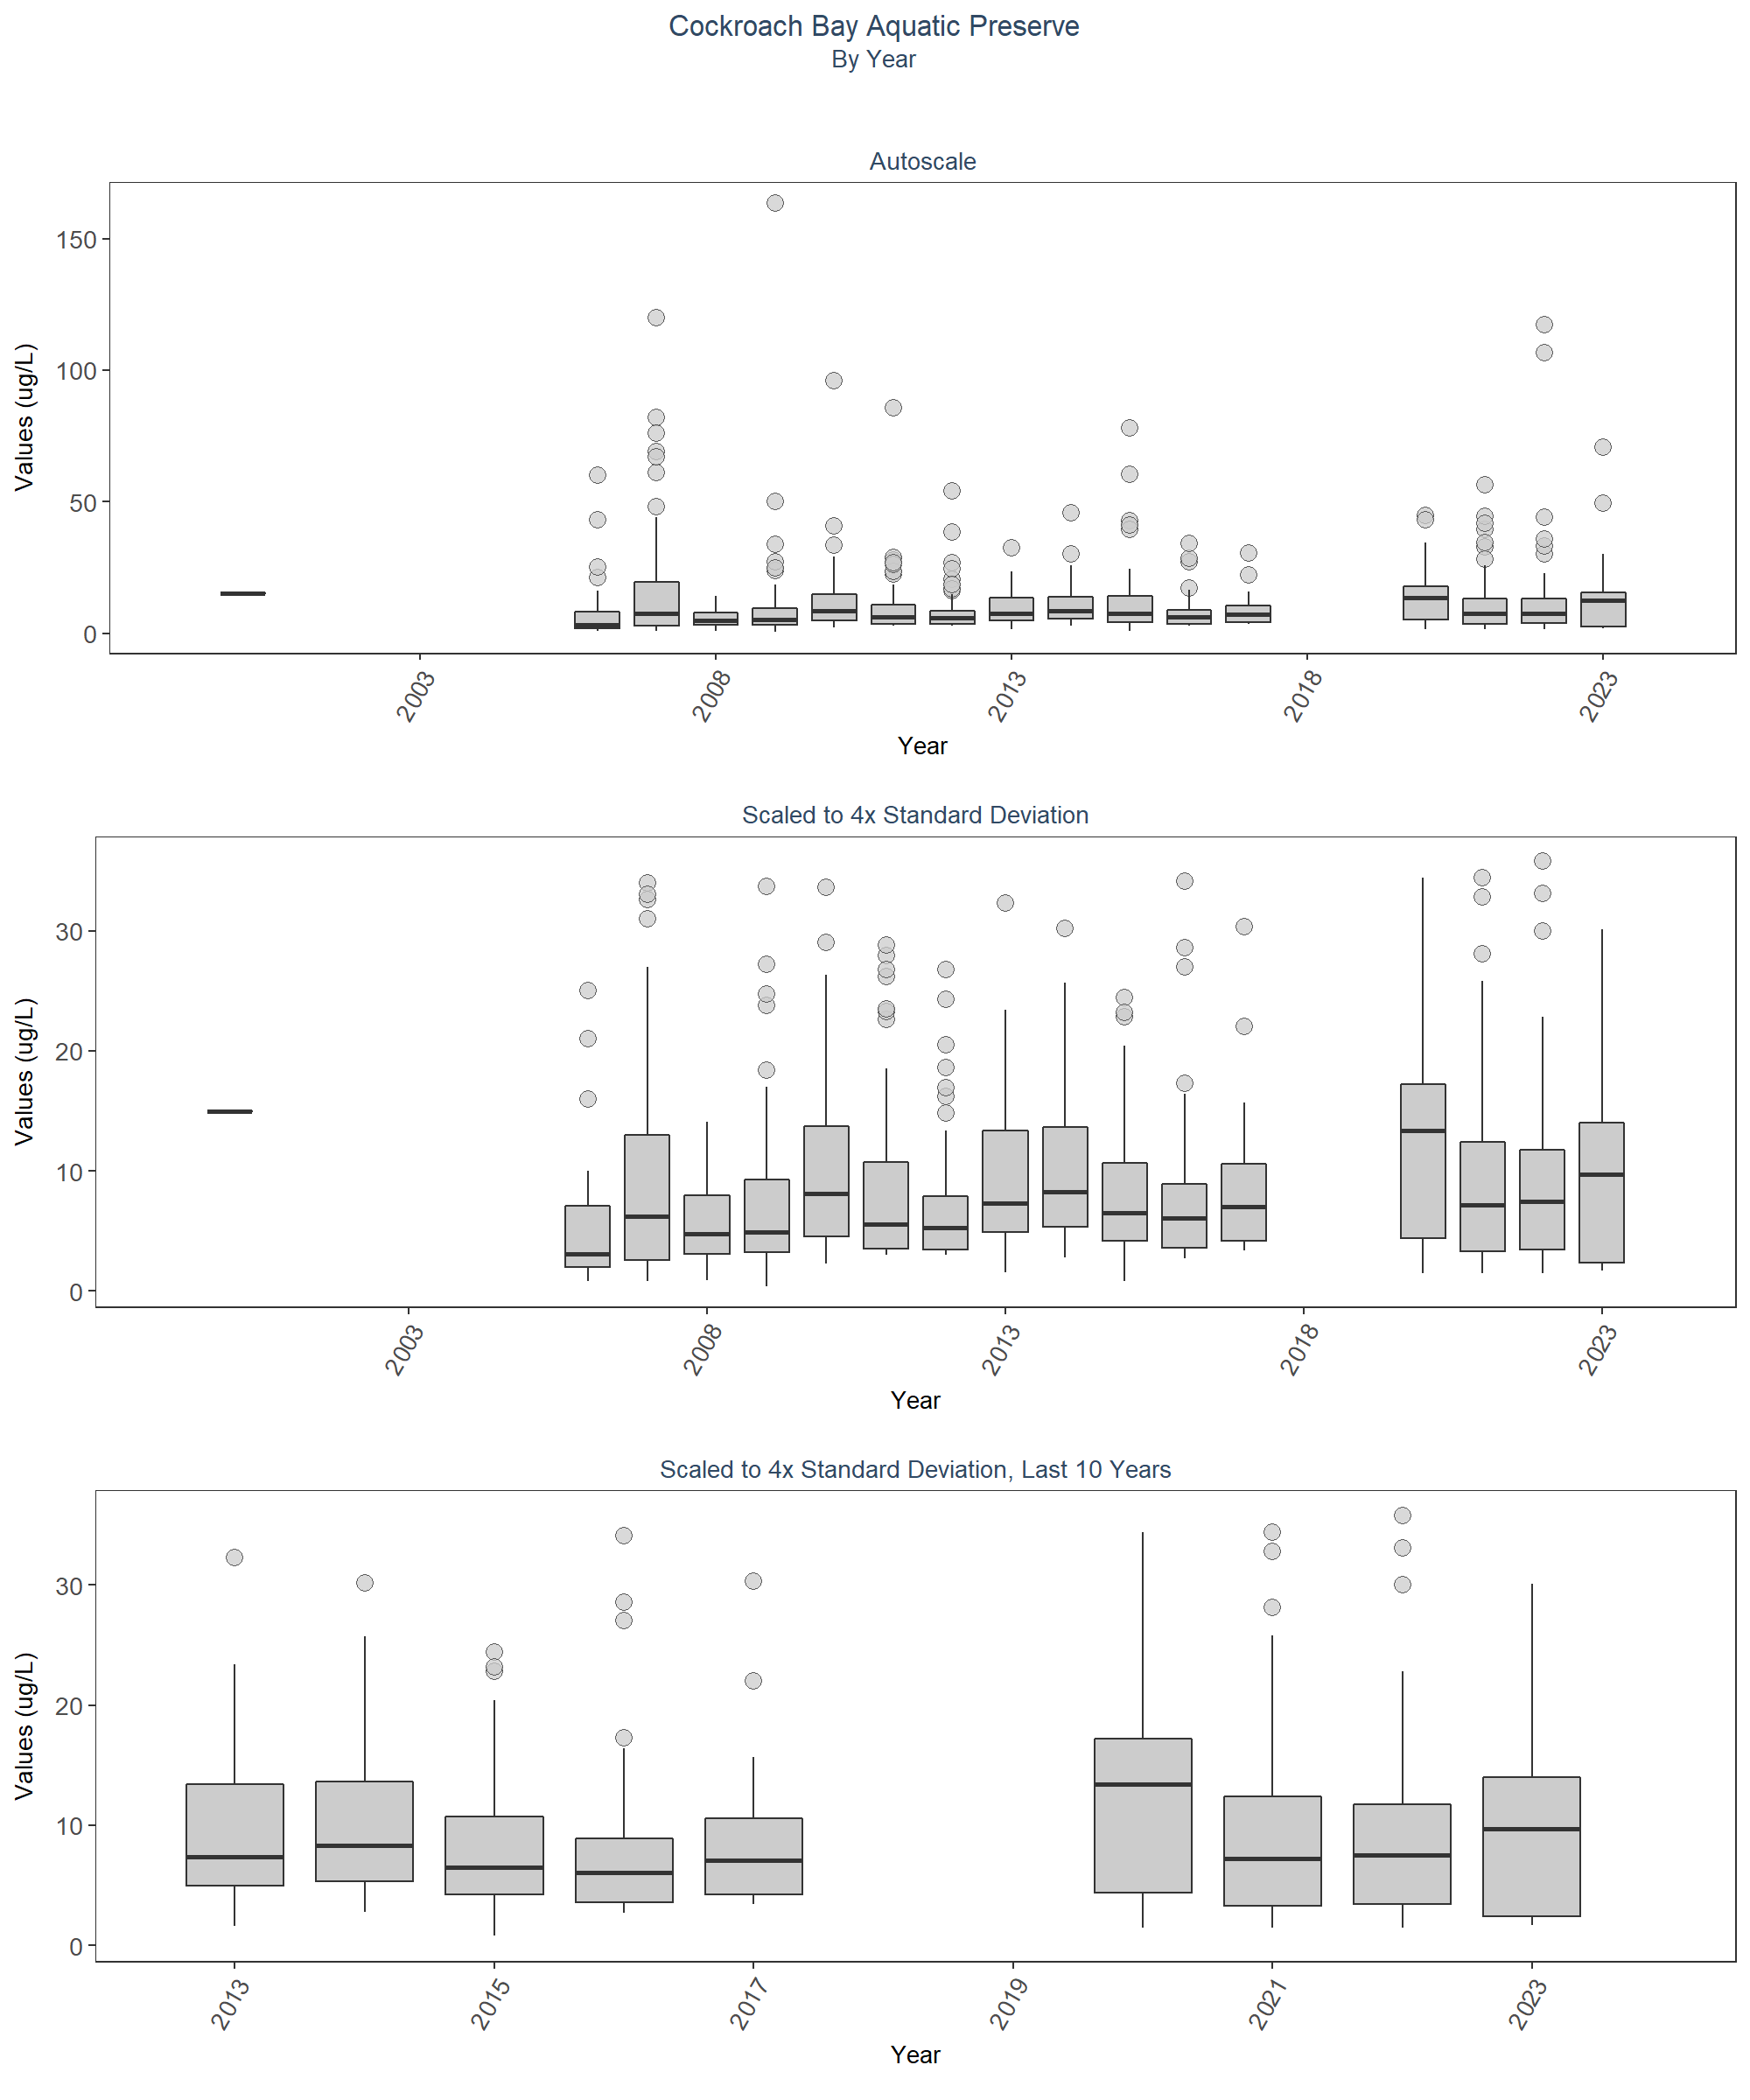 Cockroach Bay Aquatic Preserve
By Year
Autoscale
Values (ug/L)
150
100
50
0
2003
2008
2013
2018
2023
Year
Scaled to 4x Standard Deviation
Values (ug/L)
30
20
10
0
2003
2008
2013
2018
2023
Year
Scaled to 4x Standard Deviation, Last 10 Years
Values (ug/L)
30
20
10
0
2013
2015
2017
2019
2021
2023
Year